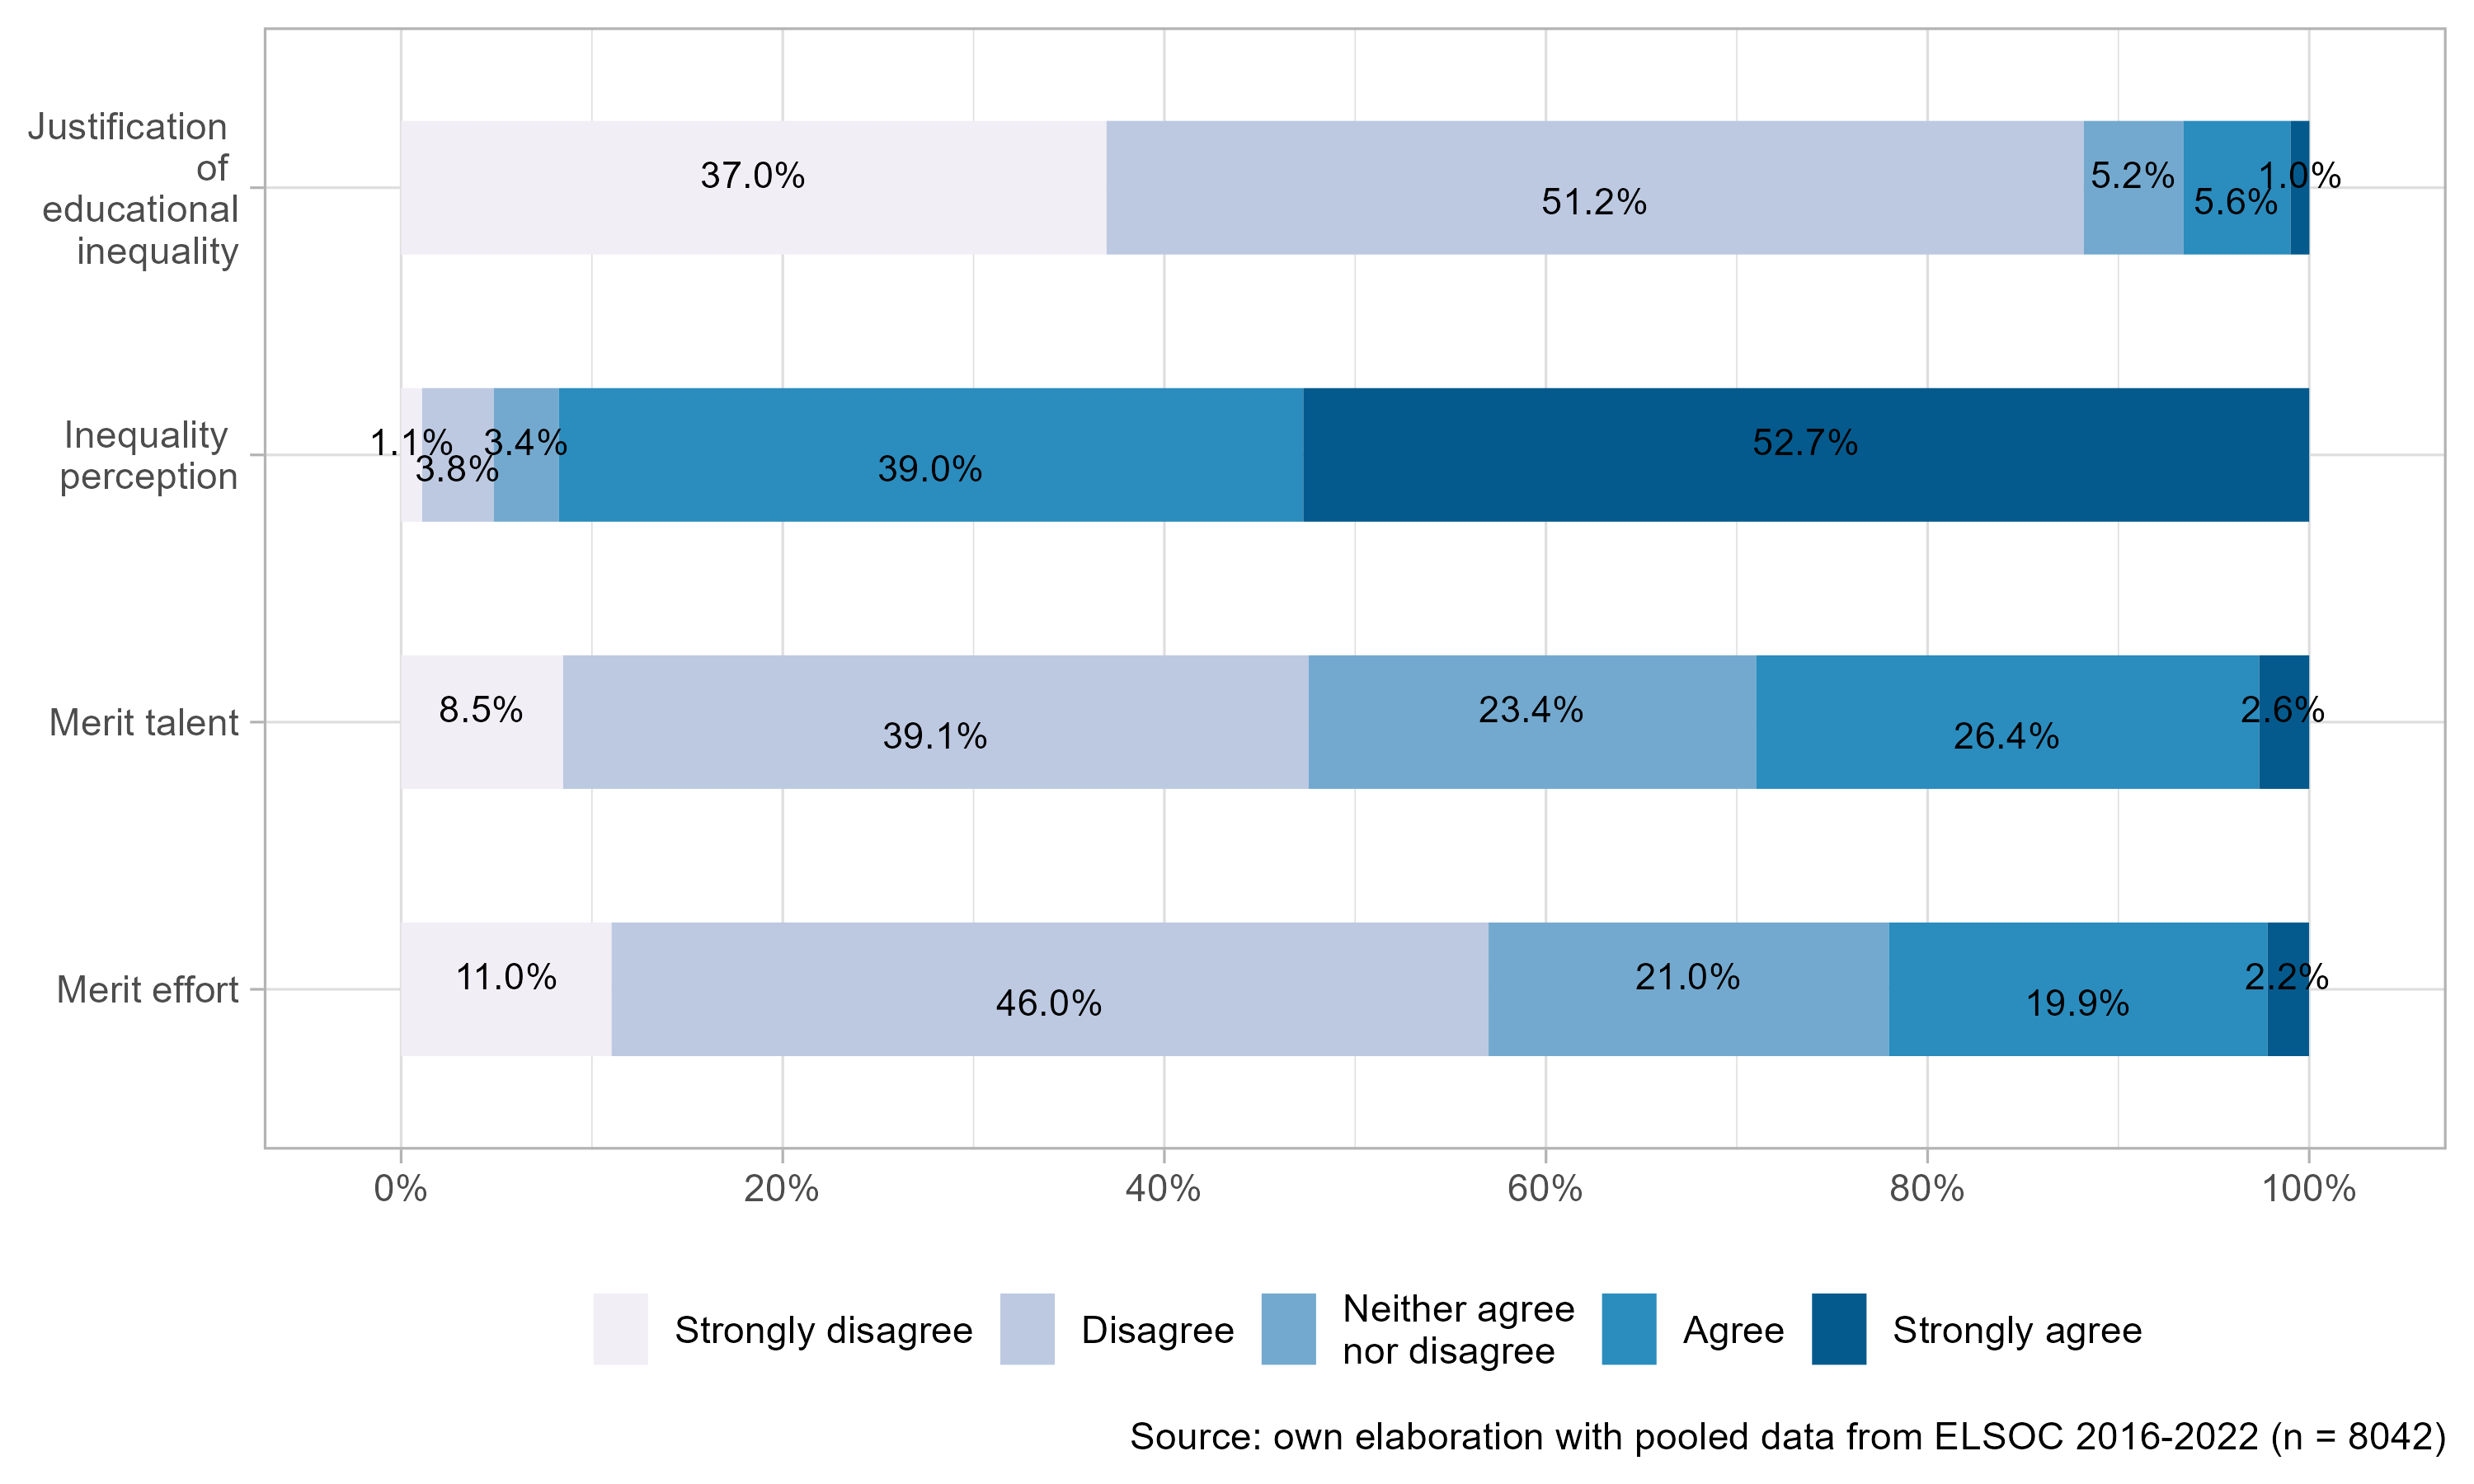 Justification
of
educational
inequality
37.0%
51.2%
5.2%
5.6%
1.0%
Inequality
perception
1.1%
3.8%
3.4%
39.0%
52.7%
Merit talent
8.5%
39.1%
23.4%
26.4%
2.6%
Merit effort
11.0%
46.0%
21.0%
19.9%
2.2%
0%
20%
40%
60%
80%
100%
Strongly disagree
Disagree
Neither agree
nor disagree
Agree
Strongly agree
Source: own elaboration with pooled data from ELSOC 2016-2022 (n = 8042)